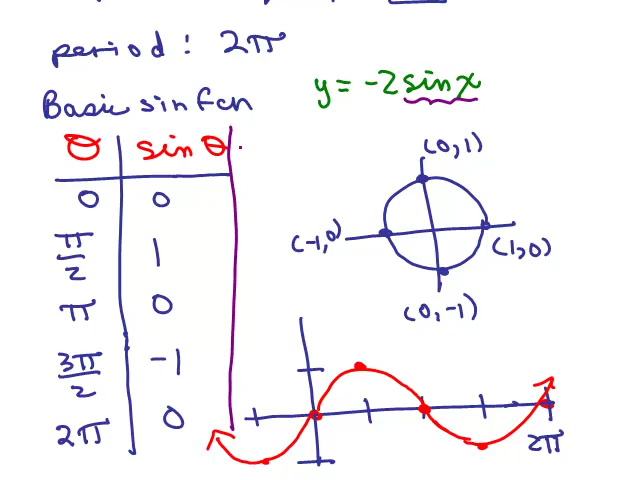 period: 2π
Basic sin fcn
y = -2 sin x
θ sin θ
0 0
π/2 1
π 0
3π/2 -1
2π 0
(0,1)
(-1,0)
(1,0)
(0,-1)
2π